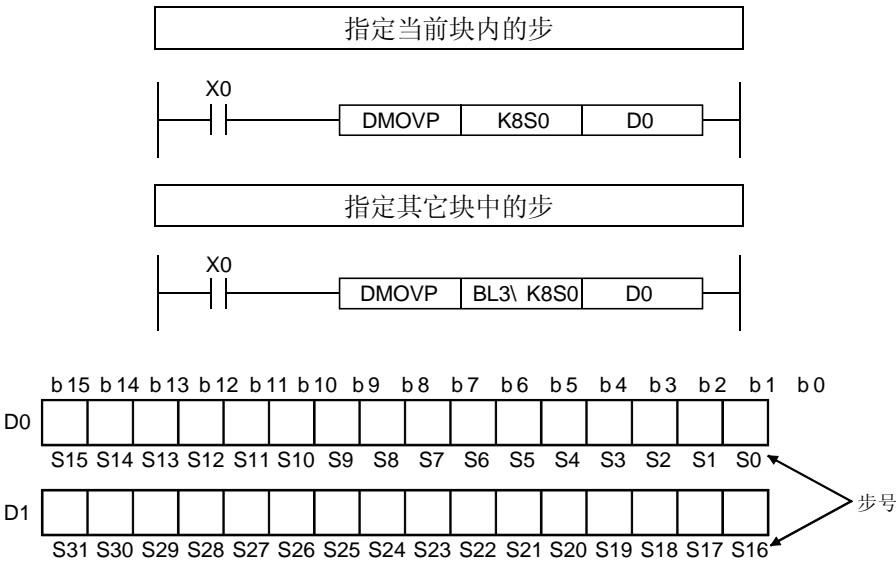 指定当前块内的步
X0
DMOVP K8S0 D0
指定其它块中的步
X0
DMOVP BL3\ K8S0 D0
b15 b14 b13 b12 b11 b10 b9 b8 b7 b6 b5 b4 b3 b2 b1 b0
D0
S15 S14 S13 S12 S11 S10 S9 S8 S7 S6 S5 S4 S3 S2 S1 S0
步号
D1
S31 S30 S29 S28 S27 S26 S25 S24 S23 S22 S21 S20 S19 S18 S17 S16